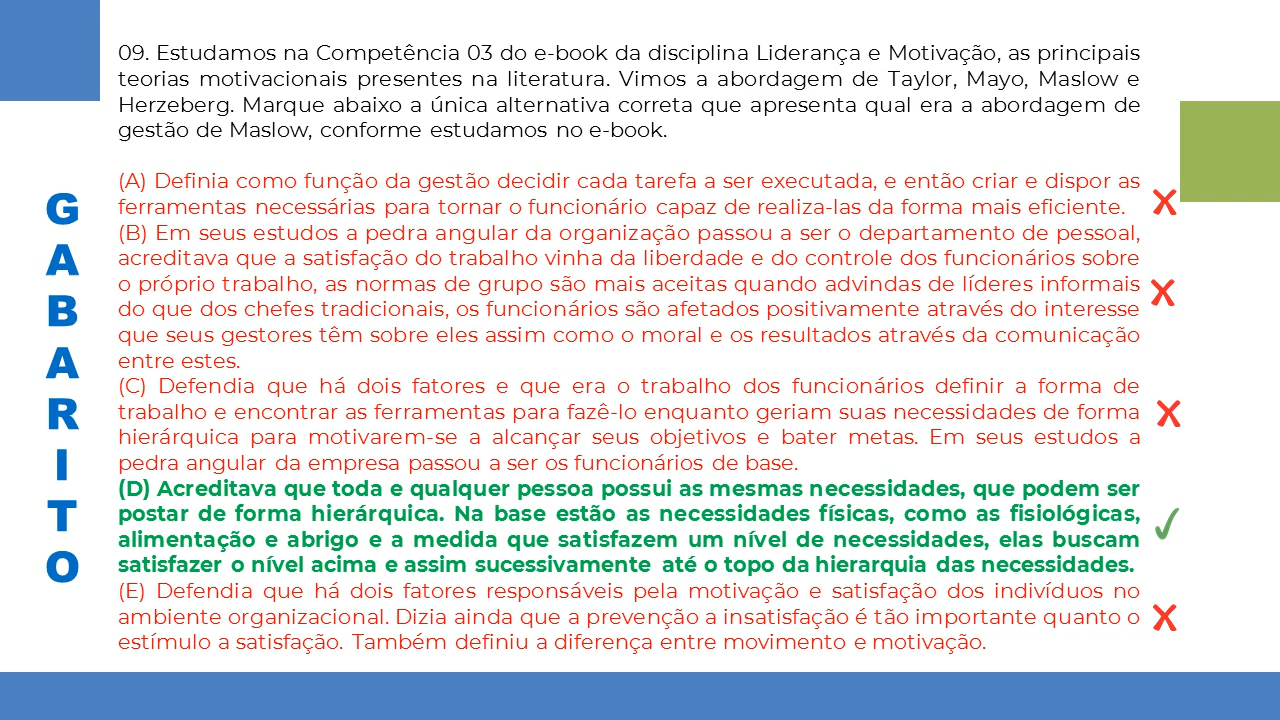 09. Estudamos na Competência 03 do e-book da disciplina Liderança e Motivação, as principais
teorias motivacionais presentes na literatura. Vimos a abordagem de Taylor, Mayo, Maslow e
Herzeberg. Marque abaixo a única alternativa correta que apresenta qual era a abordagem de
gestão de Maslow, conforme estudamos no e-book.
(A) Definia como função da gestão decidir cada tarefa a ser executada, e então criar e dispor as
ferramentas necessárias para tornar o funcionário capaz de realiza-las da forma mais eficiente.
(B) Em seus estudos a pedra angular da organização passou a ser o departamento de pessoal,
acreditava que a satisfação do trabalho vinha da liberdade e do controle dos funcionários sobre
o próprio trabalho, as normas de grupo são mais aceitas quando advindas de líderes informais
do que dos chefes tradicionais, os funcionários são afetados positivamente através do interesse
que seus gestores têm sobre eles assim como o moral e os resultados através da comunicação
entre estes.
(C) Defendia que há dois fatores e que era o trabalho dos funcionários definir a forma de
trabalho e encontrar as ferramentas para fazê-lo enquanto geriam suas necessidades de forma
hierárquica para motivarem-se a alcançar seus objetivos e bater metas. Em seus estudos a
pedra angular da empresa passou a ser os funcionários de base.
(D) Acreditava que toda e qualquer pessoa possui as mesmas necessidades, que podem ser
postar de forma hierárquica. Na base estão as necessidades físicas, como as fisiológicas,
alimentação e abrigo e a medida que satisfazem um nível de necessidades, elas buscam
satisfazer o nível acima e assim sucessivamente até o topo da hierarquia das necessidades.
(E) Defendia que há dois fatores responsáveis pela motivação e satisfação dos indivíduos no
ambiente organizacional. Dizia ainda que a prevenção a insatisfação é tão importante quanto o
estímulo a satisfação. Também definiu a diferença entre movimento e motivação.
G
A
B
A
R
I
T
O